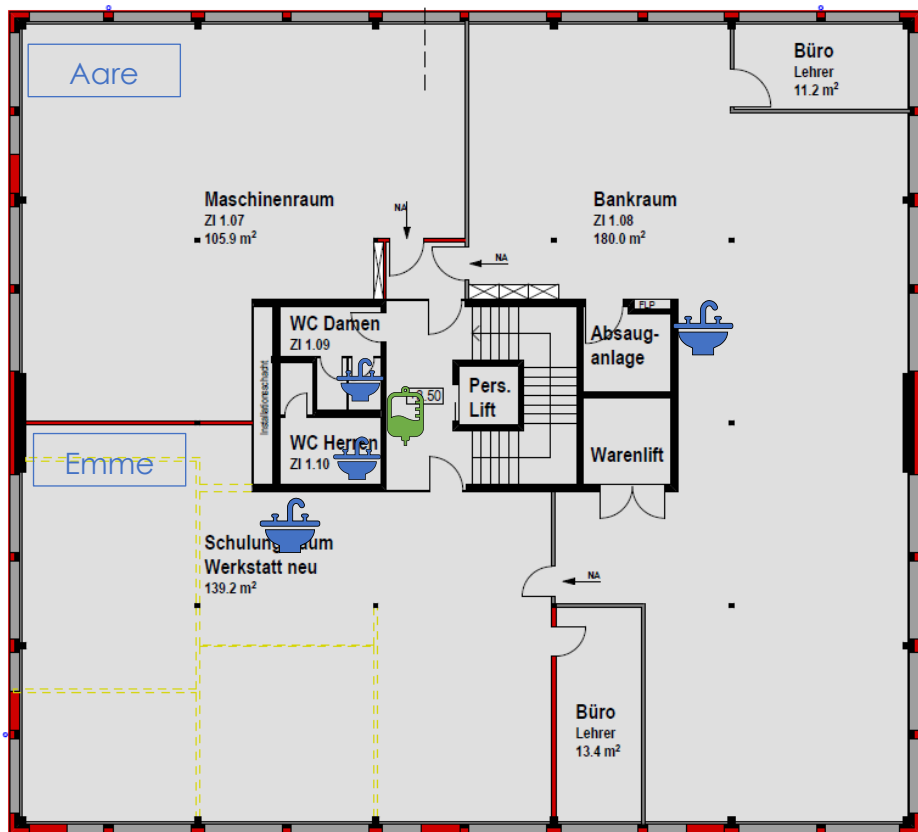 Aare
Büro
Lehrer
11.2 m²
Maschinenraum
ZI 1.07
105.9 m²
NA
Bankraum
ZI 1.08
180.0 m²
NA
WC Damen
ZI 1.09
FLP
Absaug-
anlage
Installationsschacht
3.50
Pers.
Lift
WC Herren
ZI 1.10
Warenlift
Emme
Werkstatt neu
139.2 m²
NA
Büro
Lehrer
13.4 m²